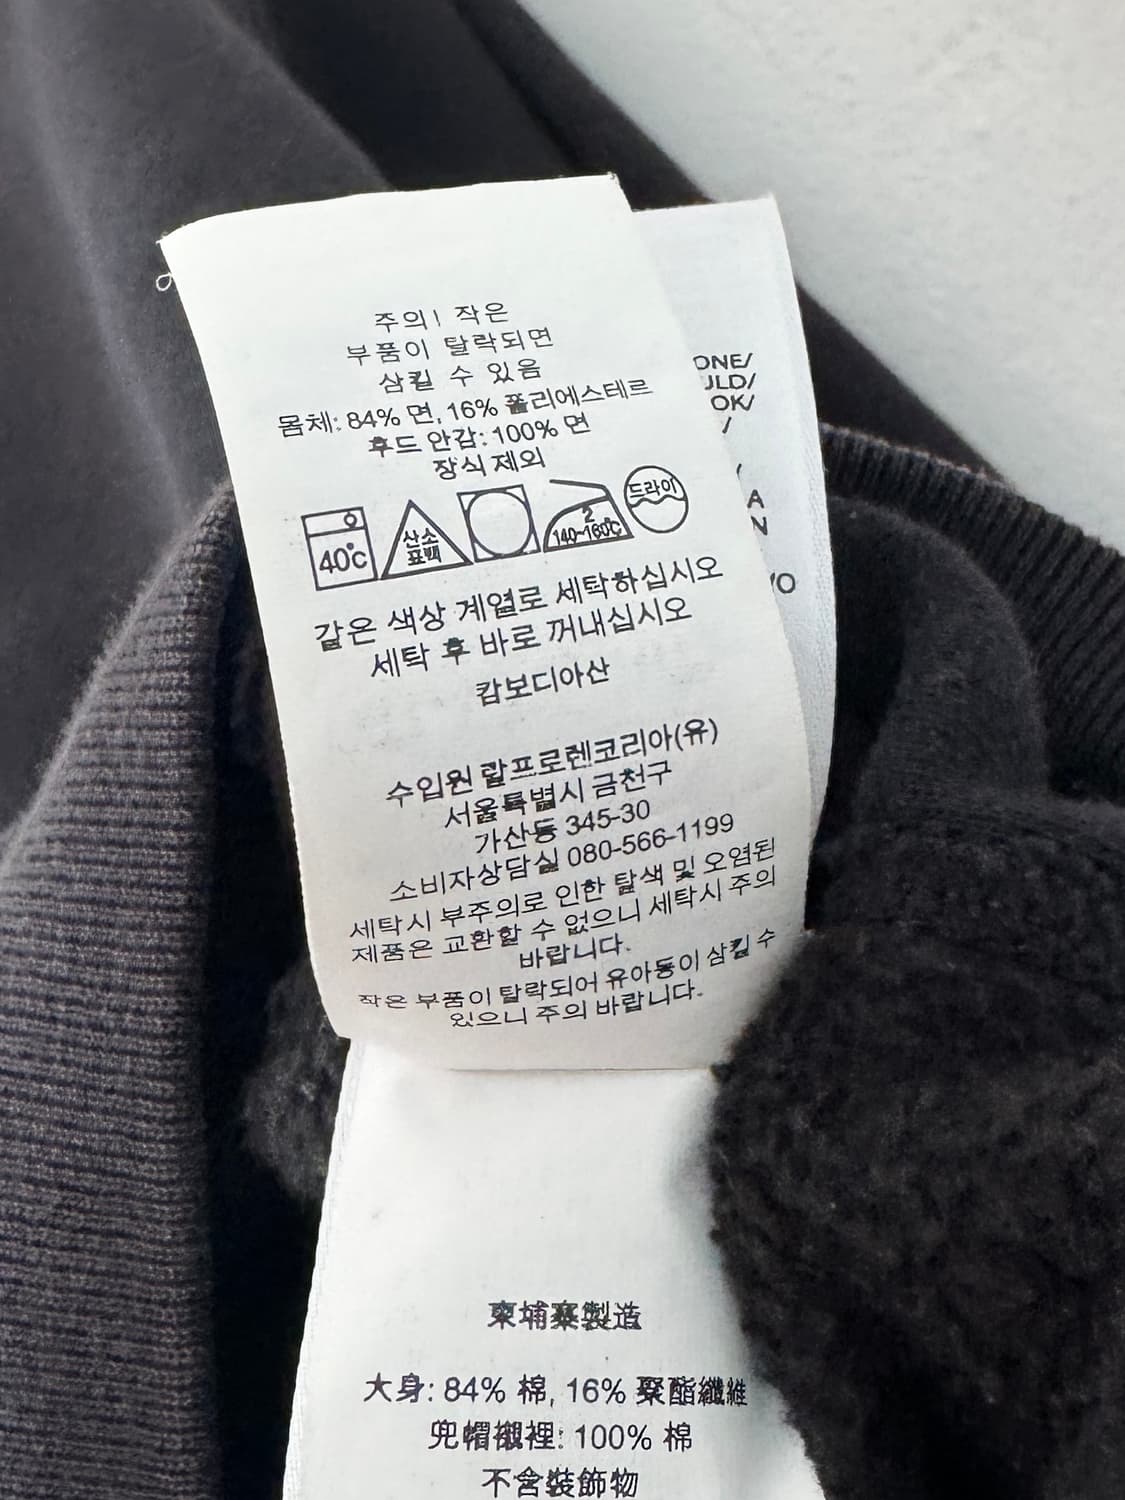 주의! 작은
부품이 탈락되면
삼킬 수 있음
몸체: 84% 면, 16% 폴리에스테르
후드 안감: 100% 면
장식 제외
40℃
산소
표백
2
140~160℃
드라이
같은 색상 계열로 세탁하십시오
세탁 후 바로 꺼내십시오
캄보디아산
수입원 랄프로렌코리아(유)
서울특별시 금천구
가산동 345-30
소비자상담실 080-566-1199
세탁시 부주의로 인한 탈색 및 오염된
제품은 교환할 수 없으니 세탁시 주의
바랍니다.
작은 부품이 탈락되어 유아동이 삼킬 수
있으니 주의 바랍니다.
ONE/
ULD/
OK/
/
/
AN
N
/O
柬埔寨製造
大身: 84% 棉, 16% 聚酯纖維
兜帽襯裡: 100% 棉
不含裝飾物